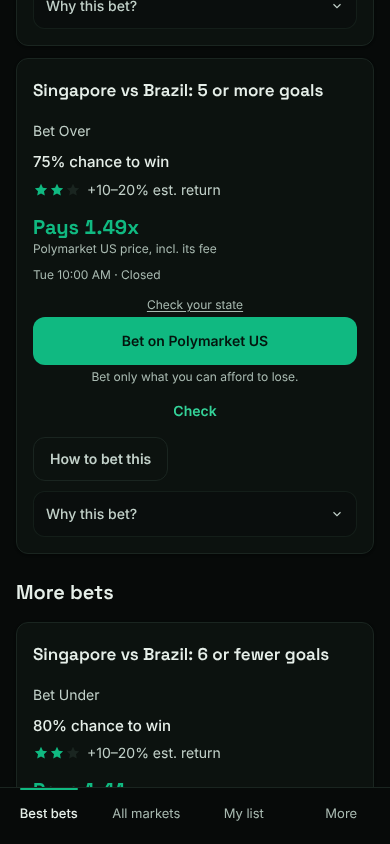 Why this bet?
Singapore vs Brazil: 5 or more goals
Bet Over
75% chance to win
+10–20% est. return
Pays 1.49x
Polymarket US price, incl. its fee
Tue 10:00 AM · Closed
Check your state
Bet on Polymarket US
Bet only what you can afford to lose.
Check
How to bet this
Why this bet?
More bets
Singapore vs Brazil: 6 or fewer goals
Bet Under
80% chance to win
+10–20% est. return
Best bets
All markets
My list
More